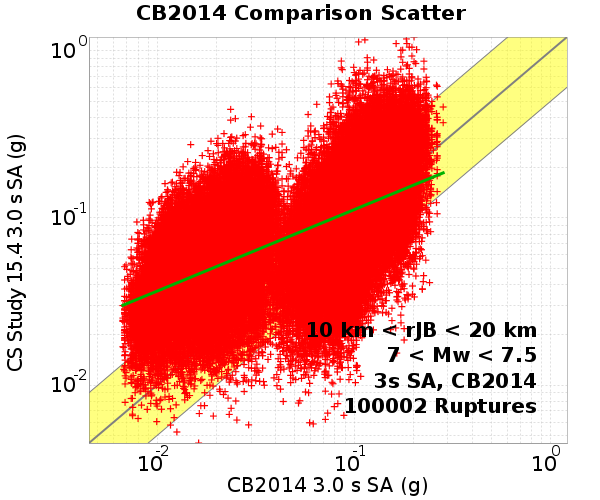 CB2014 Comparison Scatter
10⁰
10⁻¹
10⁻²
CS Study 15.4 3.0 s SA (g)
10 km < rJB < 20 km
7 < Mw < 7.5
3s SA, CB2014
100002 Ruptures
10⁻² 10⁻¹ 10⁰
CB2014 3.0 s SA (g)